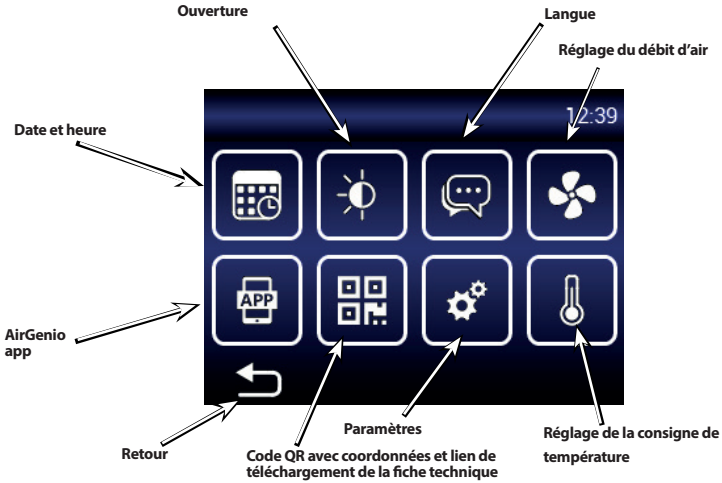 Ouverture
Langue
Réglage du débit d’air
12:39
Date et heure
APP
AirGenio
app
Retour
Paramètres
Code QR avec coordonnées et lien de
téléchargement de la fiche technique
Réglage de la consigne de
température